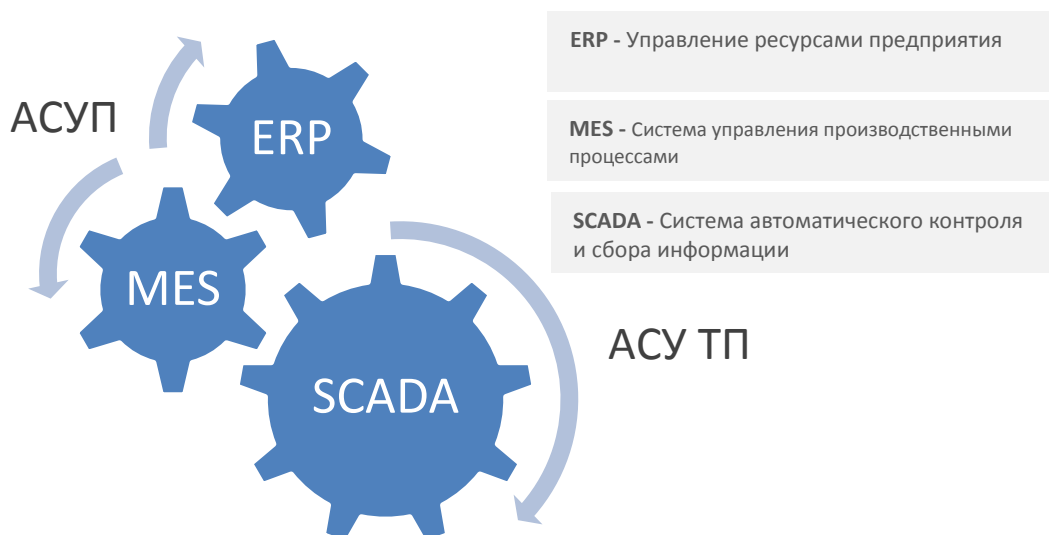 АСУП
ERP
MES
SCADA
ERP - Управление ресурсами предприятия
MES - Система управления производственными
процессами
SCADA - Система автоматического контроля
и сбора информации
АСУ ТП